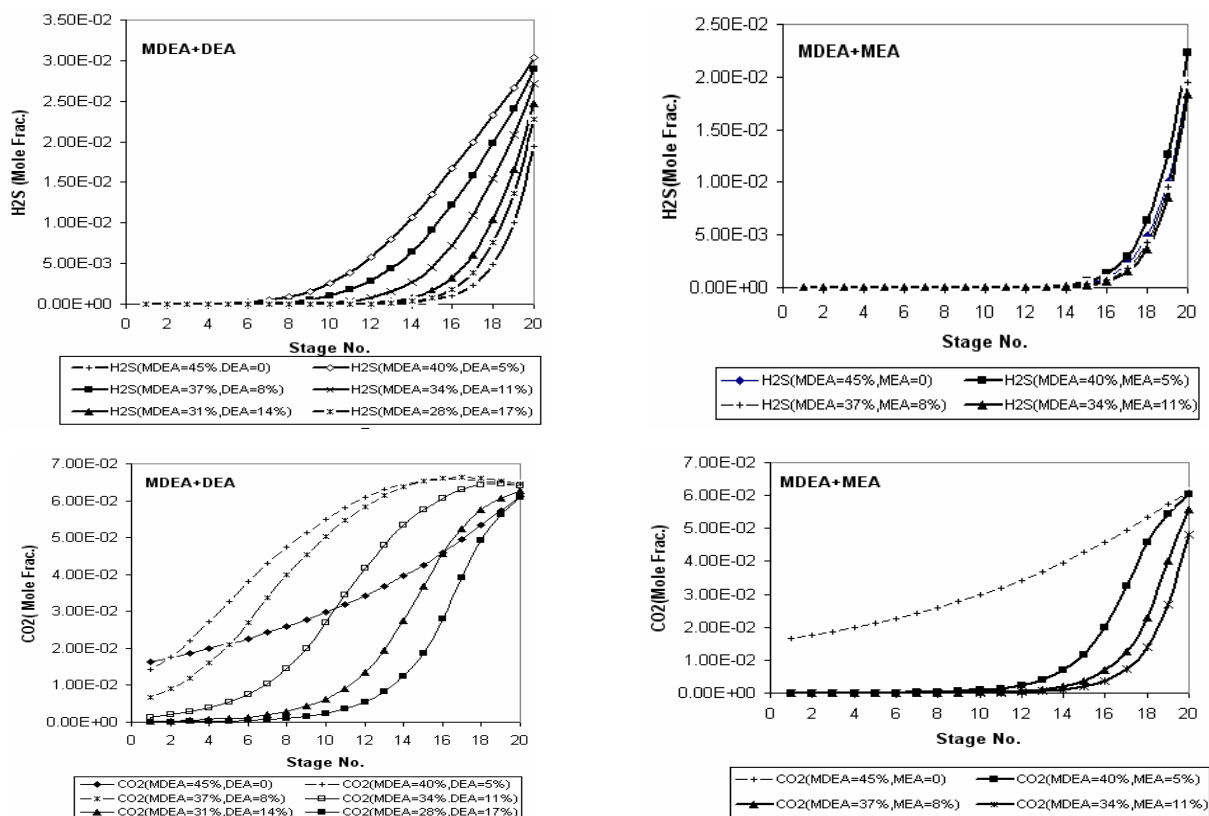 3.50E-02
3.00E-02
2.50E-02
2.00E-02
1.50E-02
1.00E-02
5.00E-03
0.00E+00
MDEA+DEA
H2S (Mole Frac.)
0 2 4 6 8 10 12 14 16 18 20
Stage No.
H2S(MDEA=45%.DEA=0) H2S(MDEA=40%,DEA=5%)
H2S(MDEA=37%,DEA=8%) H2S(MDEA=34%,DEA=11%)
H2S(MDEA=31%,DEA=14%) H2S(MDEA=28%,DEA=17%)
2.50E-02
2.00E-02
1.50E-02
1.00E-02
5.00E-03
0.00E+00
MDEA+MEA
H2S(Mole Frac.)
0 2 4 6 8 10 12 14 16 18 20
Stage No.
H2S(MDEA=45%,MEA=0) H2S(MDEA=40%,MEA=5%)
H2S(MDEA=37%,MEA=8%) H2S(MDEA=34%,MEA=11%)
7.00E-02
6.00E-02
5.00E-02
4.00E-02
3.00E-02
2.00E-02
1.00E-02
0.00E+00
MDEA+DEA
CO2( Mole Frac.)
0 2 4 6 8 10 12 14 16 18 20
Stage No.
CO2(MDEA=45%,DEA=0) CO2(MDEA=40%,DEA=5%)
CO2(MDEA=37%,DEA=8%) CO2(MDEA=34%.DEA=11%)
CO2(MDEA=31%,DEA=14%) CO2(MDEA=28%,DEA=17%)
7.00E-02
6.00E-02
5.00E-02
4.00E-02
3.00E-02
2.00E-02
1.00E-02
0.00E+00
MDEA+MEA
CO2(Mole Frac.)
0 2 4 6 8 10 12 14 16 18 20
Stage No.
CO2(MDEA=45%,MEA=0) CO2(MDEA=40%,MEA=5%)
CO2(MDEA=37%,MEA=8%) CO2(MDEA=34%,MEA=11%)